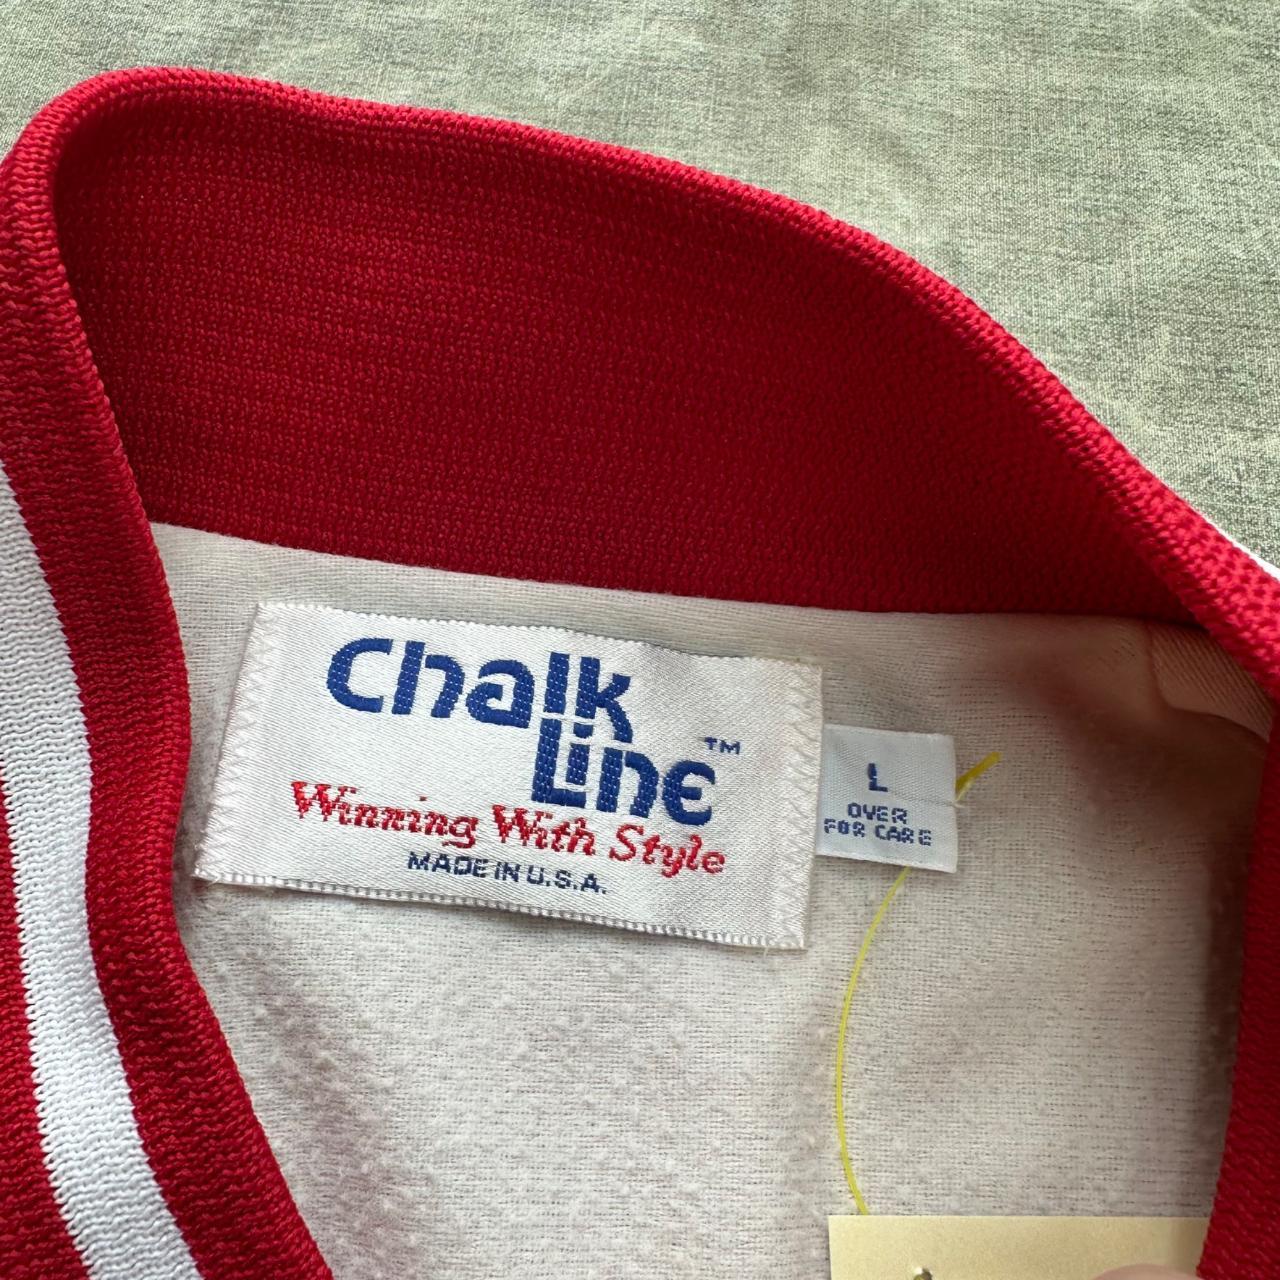 Chalk
Line™
Winning With Style
MADE IN U.S.A.
L
OVER
FOR CARE